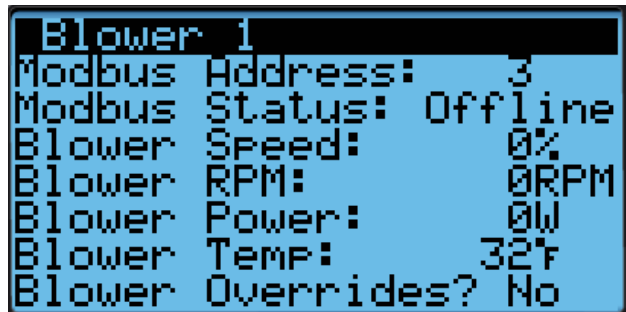 Blower 1
Modbus Address: 3
Modbus Status: Offline
Blower Speed: 0%
Blower RPM: 0RPM
Blower Power: 0W
Blower Temp: 32°F
Blower Overrides? No